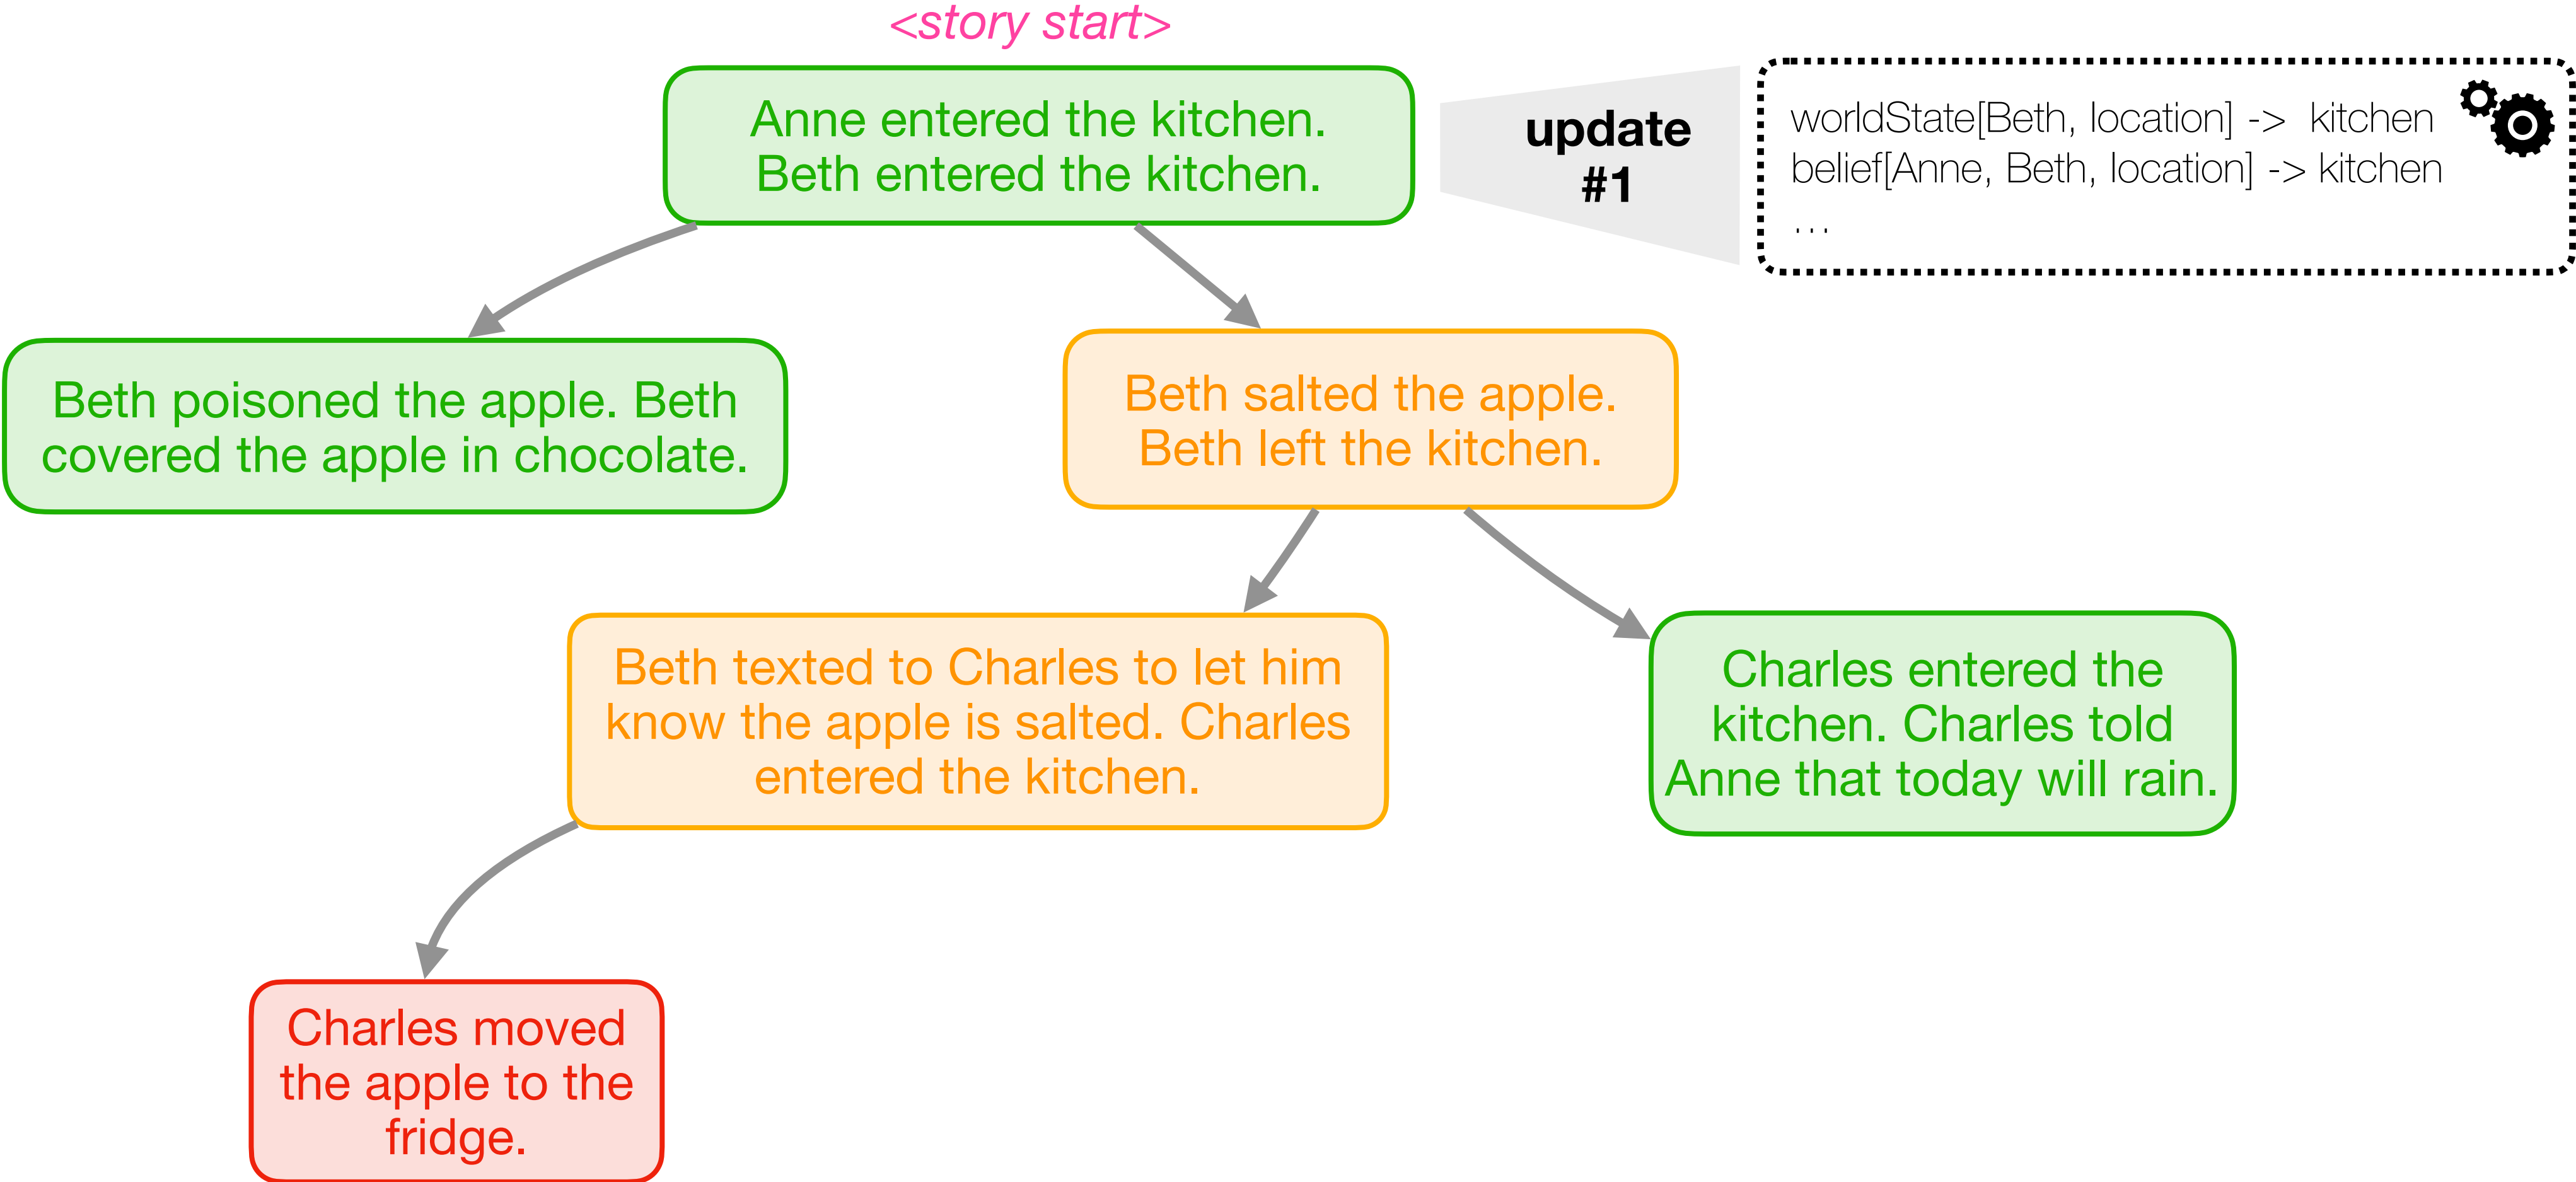 <story start>
Anne entered the kitchen.
Beth entered the kitchen.
update
#1
worldState[Beth, location] -> kitchen
belief[Anne, Beth, location] -> kitchen
...
Beth poisoned the apple. Beth
covered the apple in chocolate.
Beth salted the apple.
Beth left the kitchen.
Beth texted to Charles to let him
know the apple is salted. Charles
entered the kitchen.
Charles entered the
kitchen. Charles told
Anne that today will rain.
Charles moved
the apple to the
fridge.